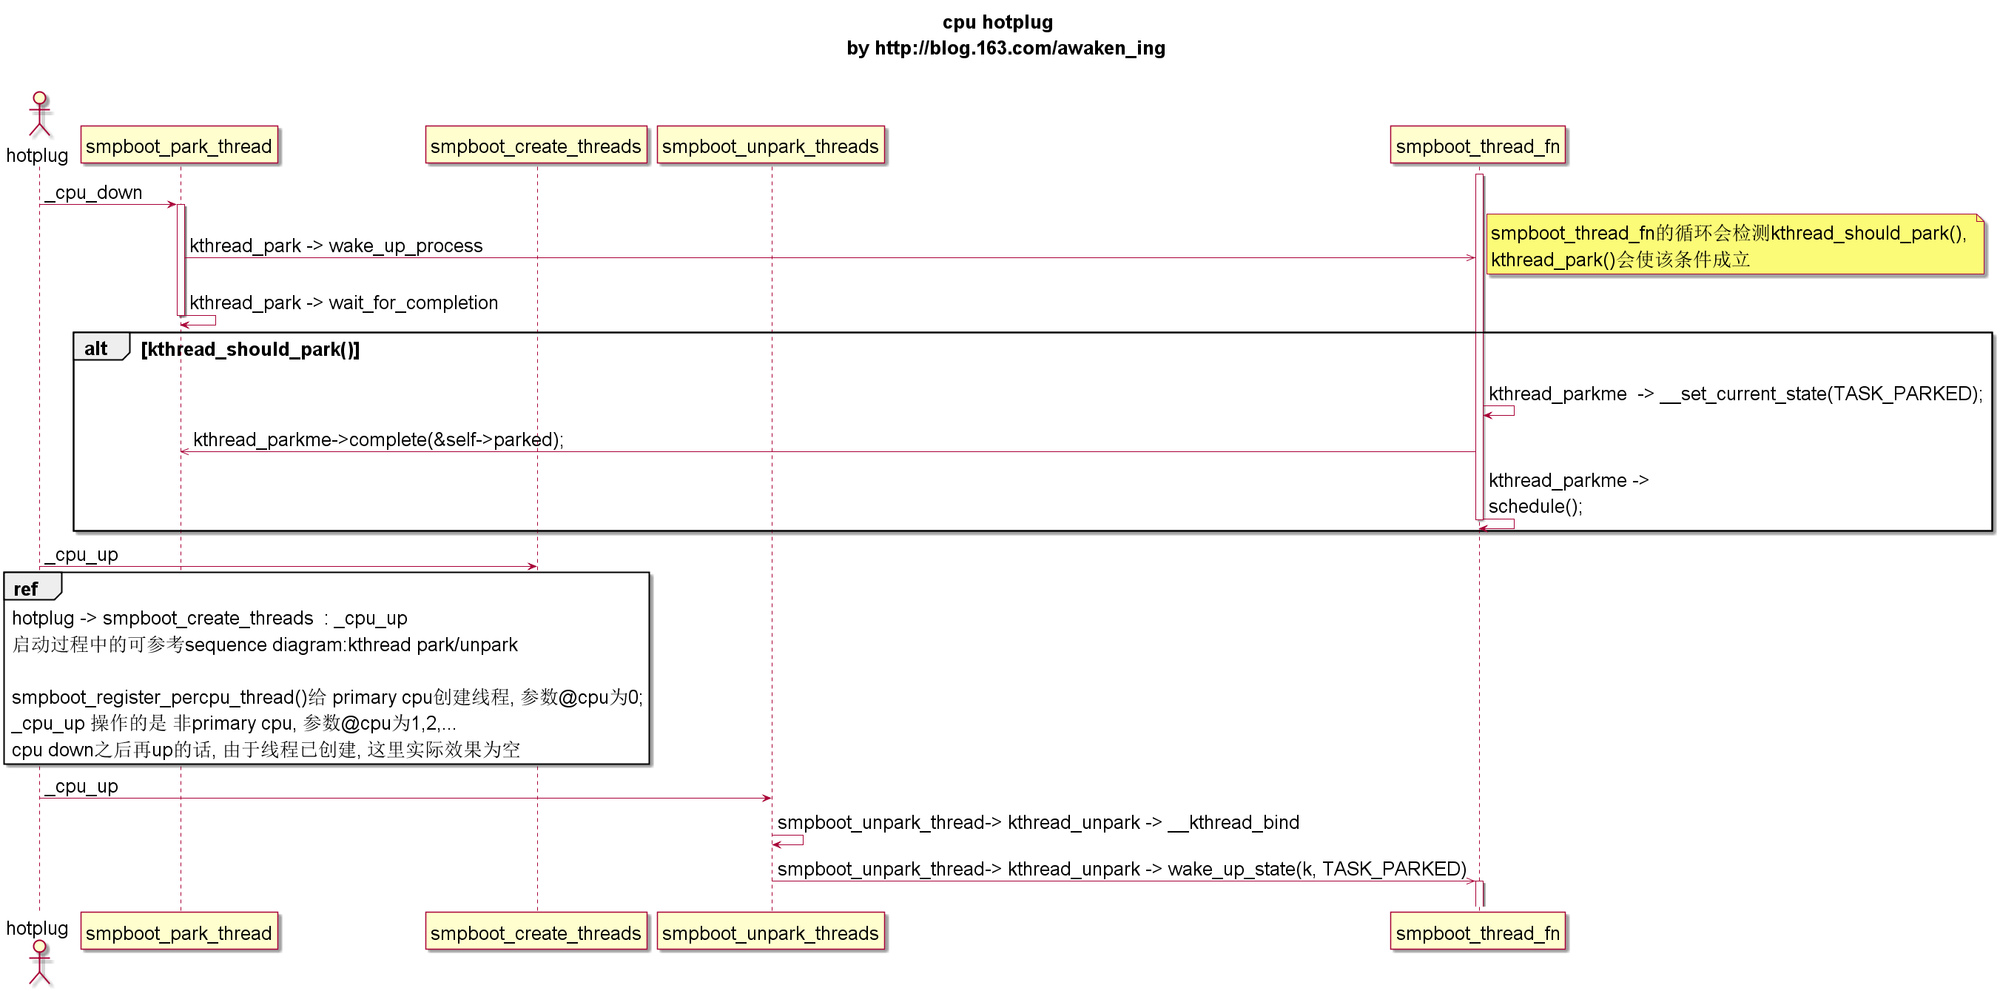 cpu hotplug
by http://blog.163.com/awaken_ing
hotplug
smpboot_park_thread
smpboot_create_threads
smpboot_unpark_threads
smpboot_thread_fn
_cpu_down
smpboot_thread_fn的循环会检测kthread_should_park(),
kthread_park()会使该条件成立
kthread_park -> wake_up_process
kthread_park -> wait_for_completion
alt
[kthread_should_park()]
kthread_parkme  -> __set_current_state(TASK_PARKED);
kthread_parkme->complete(&self->parked);
kthread_parkme ->
schedule();
_cpu_up
ref
hotplug -> smpboot_create_threads  : _cpu_up
启动过程中的可参考sequence diagram:kthread park/unpark
smpboot_register_percpu_thread()给 primary cpu创建线程, 参数@cpu为0;
_cpu_up 操作的是 非primary cpu, 参数@cpu为1,2,...
cpu down之后再up的话, 由于线程已创建, 这里实际效果为空
_cpu_up
smpboot_unpark_thread-> kthread_unpark -> __kthread_bind
smpboot_unpark_thread-> kthread_unpark -> wake_up_state(k, TASK_PARKED)
hotplug
smpboot_park_thread
smpboot_create_threads
smpboot_unpark_threads
smpboot_thread_fn